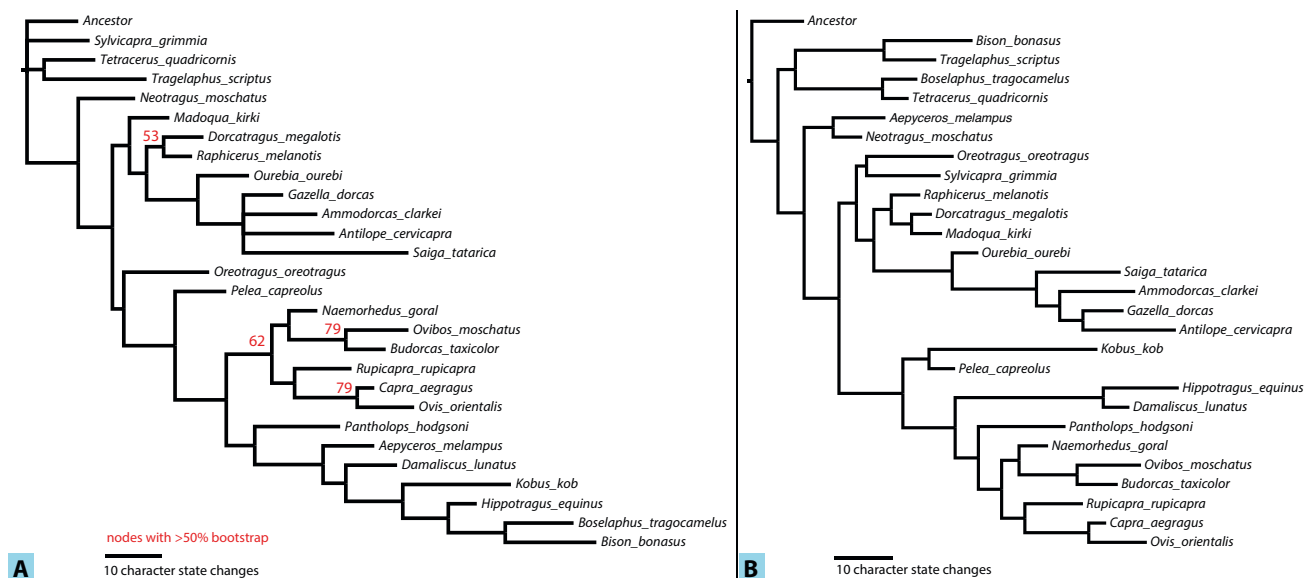 Ancestor
Sylvicapra_grimmia
Tetracerus_quadricornis
Tragelaphus_scriptus
Neotragus_moschatus
Madoqua_kirki
53
Dorcatragus_megalotis
Raphicerus_melanotis
Ourebia_ourebi
Gazella_dorcas
Ammodorcas_clarkei
Antilope_cervicapra
Saiga_tatarica
Oreotragus_oreotragus
Pelea_capreolus
Naemorhedus_goral
79
Ovibos_moschatus
62
Budorcas_taxicolor
Rupicapra_rupicapra
79
Capra_aegragus
Ovis_orientalis
Pantholops_hodgsoni
Aepyceros_melampus
Damaliscus_lunatus
Kobus_kob
Hippotragus_equinus
Boselaphus_tragocamelus
Bison_bonasus
nodes with >50% bootstrap
10 character state changes
A
Ancestor
Bison_bonasus
Tragelaphus_scriptus
Boselaphus_tragocamelus
Tetracerus_quadricornis
Aepyceros_melampus
Neotragus_moschatus
Oreotragus_oreotragus
Sylvicapra_grimmia
Raphicerus_melanotis
Dorcatragus_megalotis
Madoqua_kirki
Ourebia_ourebi
Saiga_tatarica
Ammodorcas_clarkei
Gazella_dorcas
Antilope_cervicapra
Kobus_kob
Pelea_capreolus
Hippotragus_equinus
Damaliscus_lunatus
Pantholops_hodgsoni
Naemorhedus_goral
Ovibos_moschatus
Budorcas_taxicolor
Rupicapra_rupicapra
Capra_aegragus
Ovis_orientalis
10 character state changes
B